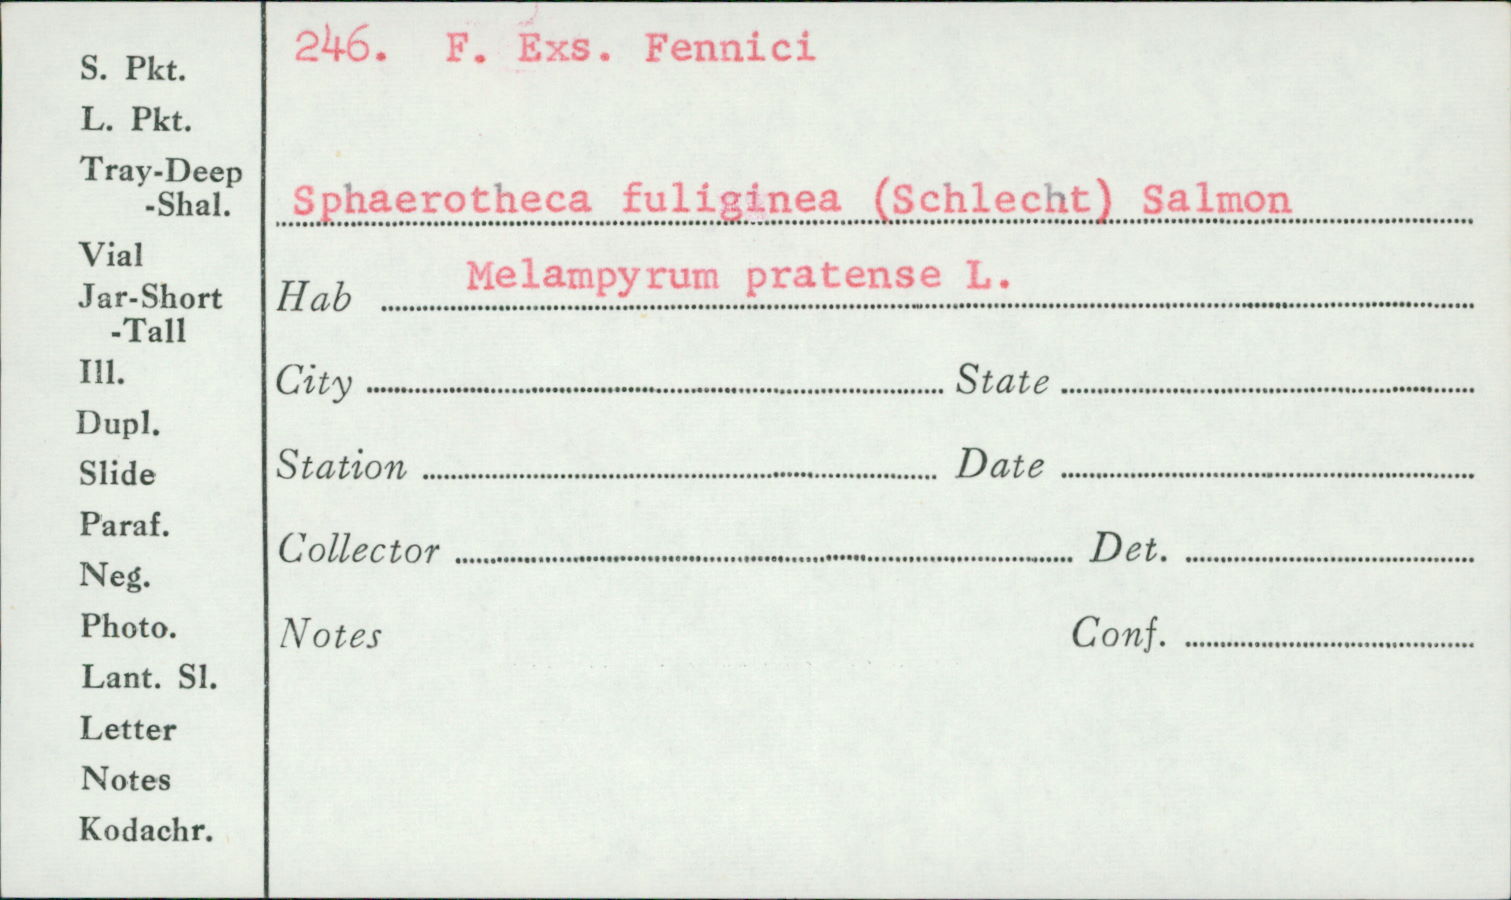 246. F. Exs. Fennici
S. Pkt.
L. Pkt.
Tray-Deep
-Shal.
Sphaerotheca fuliginea (Schlecht) Salmon
Vial
Jar-Short
-Tall
Hab Melampyrum pratense L.
Ill.
City State
Dupl.
Slide
Station Date
Paraf.
Collector Det.
Neg.
Photo.
Notes Conf.
Lant. Sl.
Letter
Notes
Kodachr.